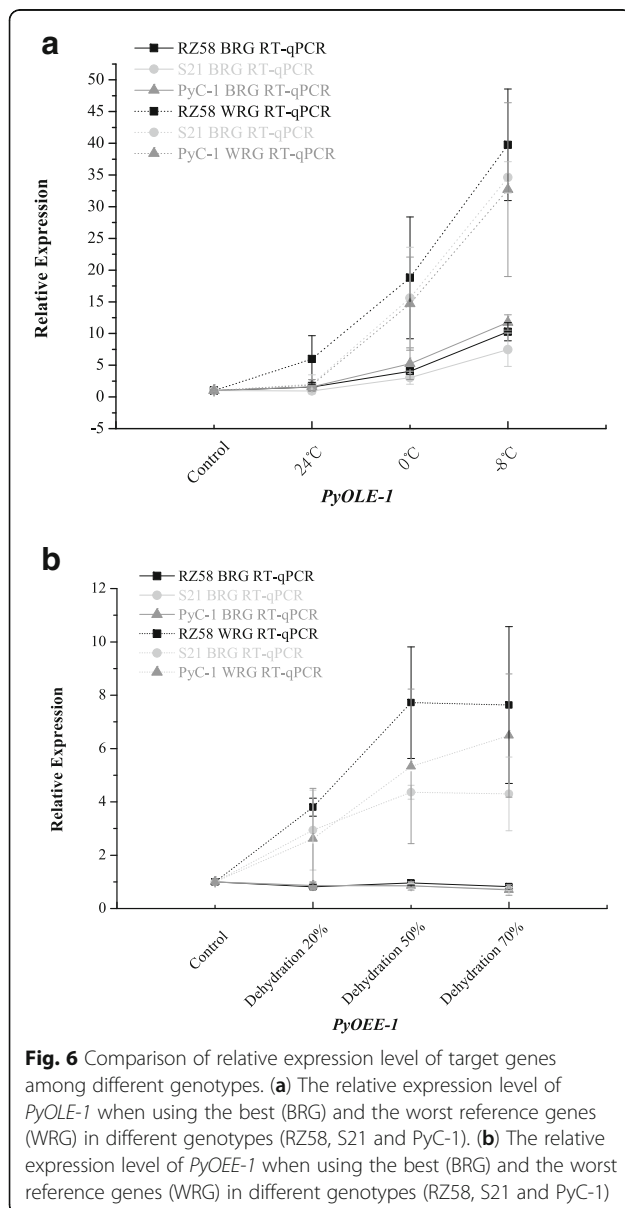 a
RZ58 BRG RT-qPCR
S21 BRG RT-qPCR
PyC-1 BRG RT-qPCR
RZ58 WRG RT-qPCR
S21 BRG RT-qPCR
PyC-1 WRG RT-qPCR
50
45
40
35
30
25
20
15
10
5
0
-5
Relative Expression
Control
24°C
0°C
-8°C
PyOLE-1
b
RZ58 BRG RT-qPCR
S21 BRG RT-qPCR
PyC-1 BRG RT-qPCR
RZ58 WRG RT-qPCR
S21 BRG RT-qPCR
PyC-1 WRG RT-qPCR
12
10
8
6
4
2
0
Relative Expression
Control
Dehydration 20%
Dehydration 50%
Dehydration 70%
PyOEE-1
Fig. 6 Comparison of relative expression level of target genes
among different genotypes. (a) The relative expression level of
PyOLE-1 when using the best (BRG) and the worst reference genes
(WRG) in different genotypes (RZ58, S21 and PyC-1). (b) The relative
expression level of PyOEE-1 when using the best (BRG) and the worst
reference genes (WRG) in different genotypes (RZ58, S21 and PyC-1)